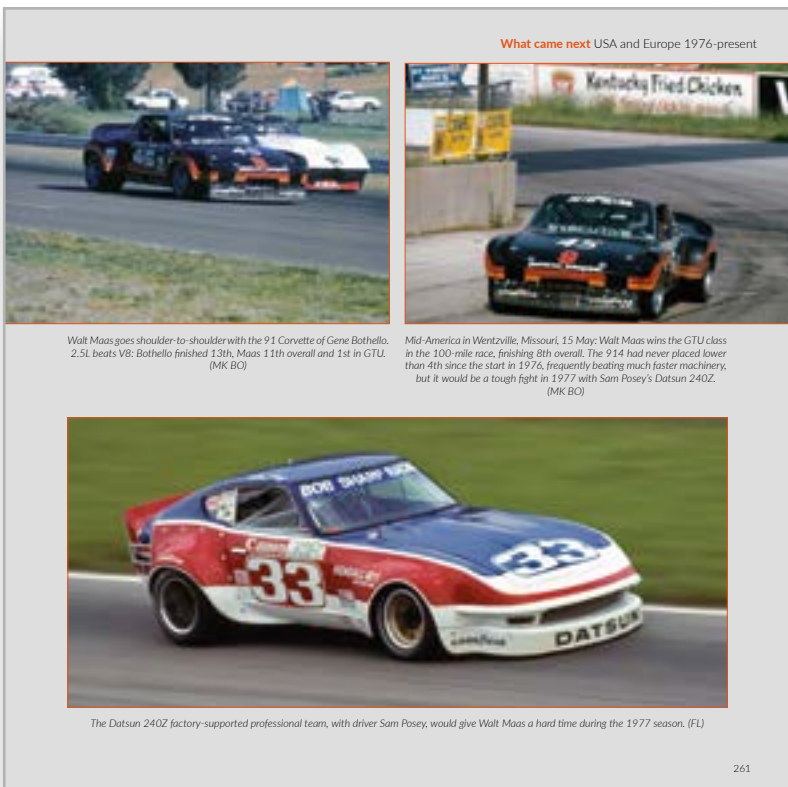 What came next USA and Europe 1976-present
Kentucky Fried Chicken
45
Walt Maas goes shoulder-to-shoulder with the 91 Corvette of Gene Bothello.
2.5L beats V8: Bothello finished 13th, Maas 11th overall and 1st in GTU.
(MK BO)
Mid-America in Wentzville, Missouri, 15 May: Walt Maas wins the GTU class
in the 100-mile race, finishing 8th overall. The 914 had never placed lower
than 4th since the start in 1976, frequently beating much faster machinery,
but it would be a tough fight in 1977 with Sam Posey's Datsun 240Z.
(MK BO)
BOB SHARP
33
33
GOODYEAR
DATSUN
The Datsun 240Z factory-supported professional team, with driver Sam Posey, would give Walt Maas a hard time during the 1977 season. (FL)
261